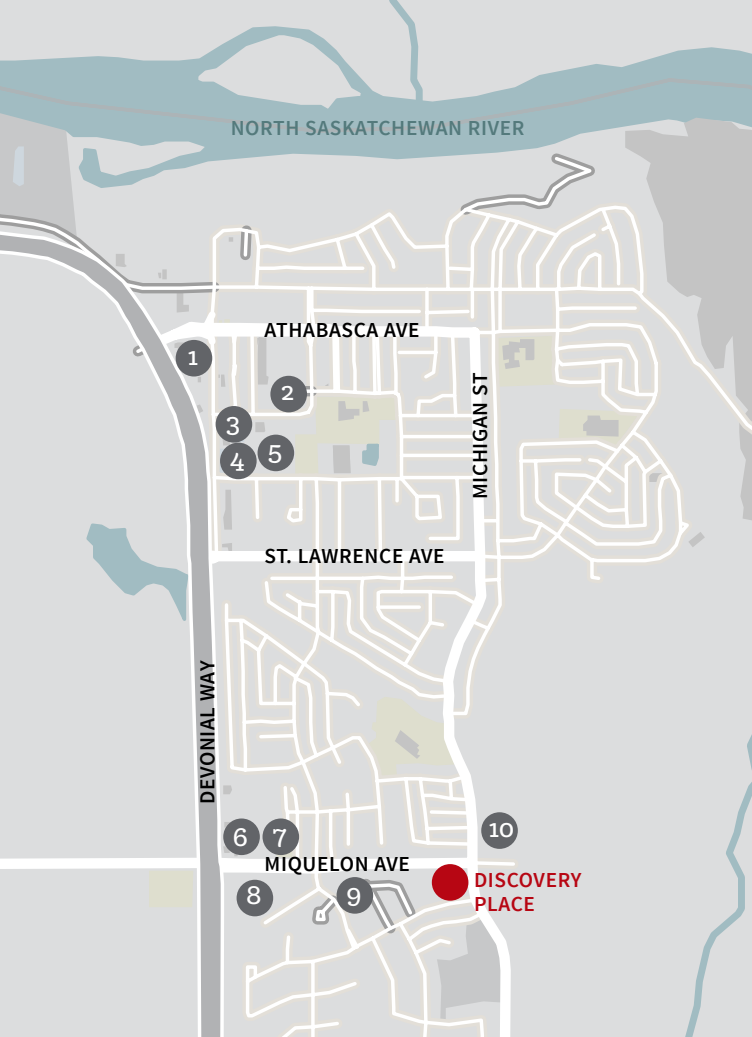 NORTH SASKATCHEWAN RIVER
ATHABASCA AVE
1
2
MICHIGAN ST
3
4
5
ST. LAWRENCE AVE
DEVONIAL WAY
6
7
10
MIQUELON AVE
8
9
DISCOVERY
PLACE